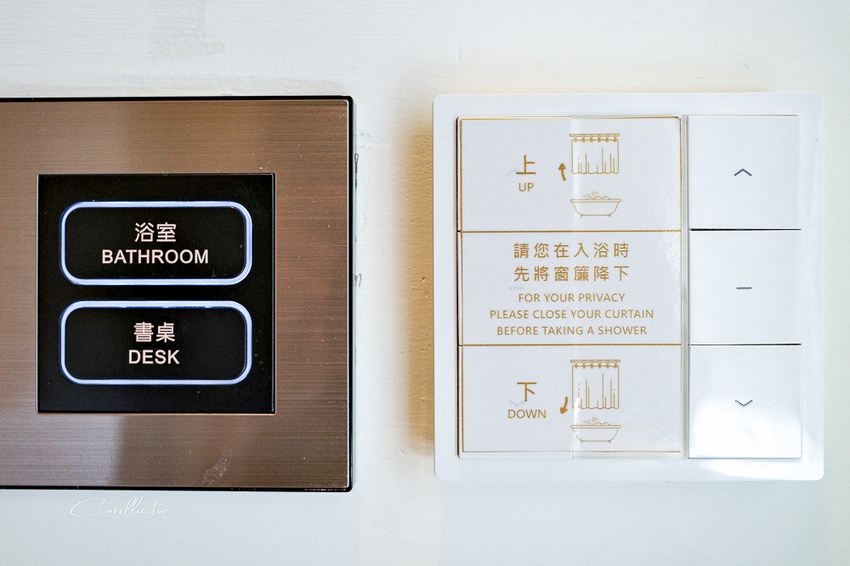 浴室
BATHROOM
書桌
DESK
上
UP
請您在入浴時
先將窗簾降下
FOR YOUR PRIVACY
PLEASE CLOSE YOUR CURTAIN
BEFORE TAKING A SHOWER
下
DOWN